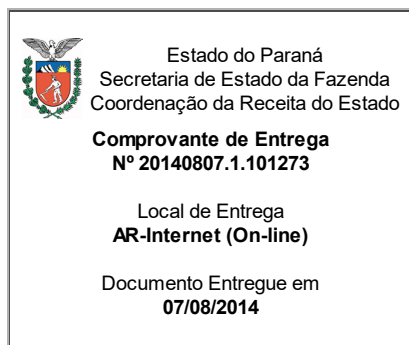 Estado do Paraná
Secretaria de Estado da Fazenda
Coordenação da Receita do Estado
Comprovante de Entrega
Nº 20140807.1.101273
Local de Entrega
AR-Internet (On-line)
Documento Entregue em
07/08/2014